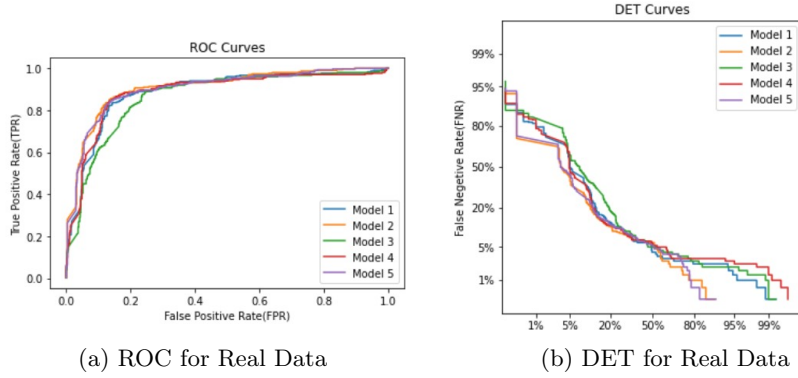 ROC Curves
True Positive Rate(TPR)
1.0
0.8
0.6
0.4
0.2
0.0
Model 1
Model 2
Model 3
Model 4
Model 5
0.0 0.2 0.4 0.6 0.8 1.0
False Positive Rate(FPR)
(a) ROC for Real Data
DET Curves
False Negetive Rate(FNR)
99%
95%
80%
50%
20%
5%
1%
Model 1
Model 2
Model 3
Model 4
Model 5
1% 5% 20% 50% 80% 95% 99%
(b) DET for Real Data